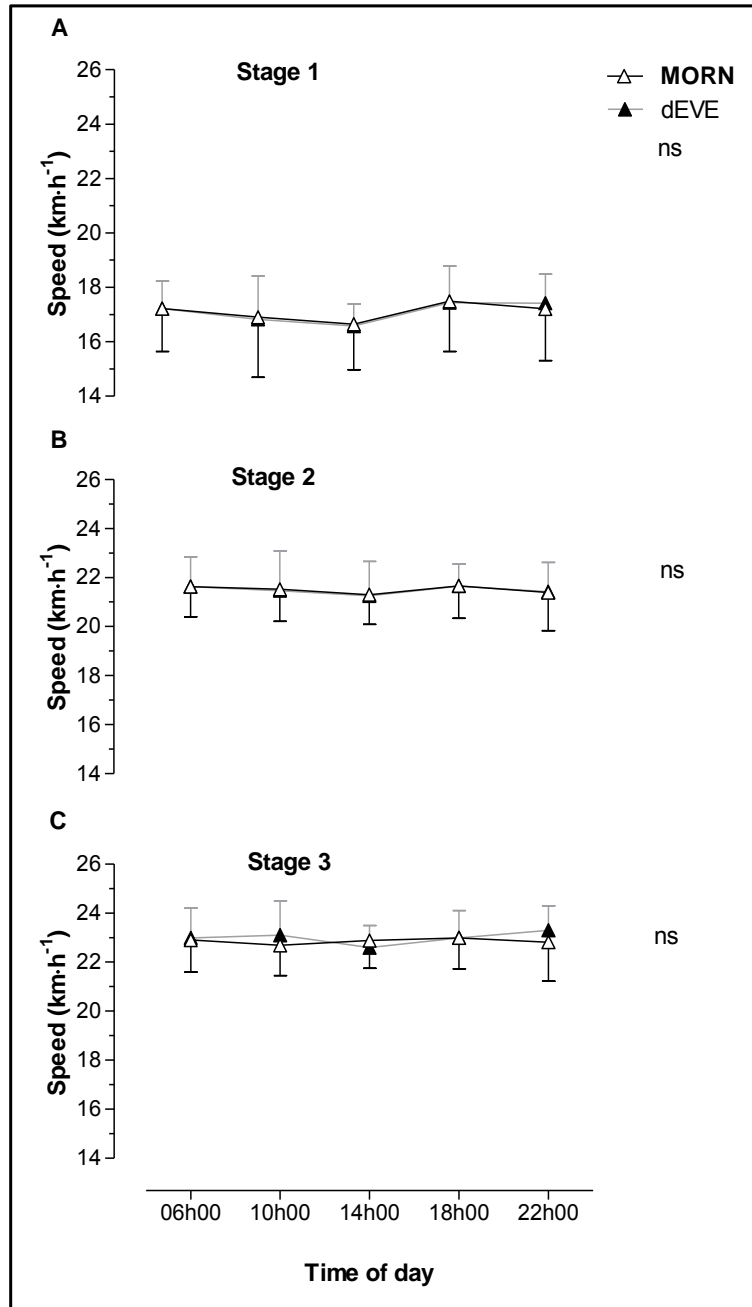 A
Stage 1
MORN
dEVE
ns
26
24
22
20
18
16
14
Speed (km·h⁻¹)
B
Stage 2
ns
26
24
22
20
18
16
14
Speed (km·h⁻¹)
C
Stage 3
ns
26
24
22
20
18
16
14
Speed (km·h⁻¹)
06h00 10h00 14h00 18h00 22h00
Time of day